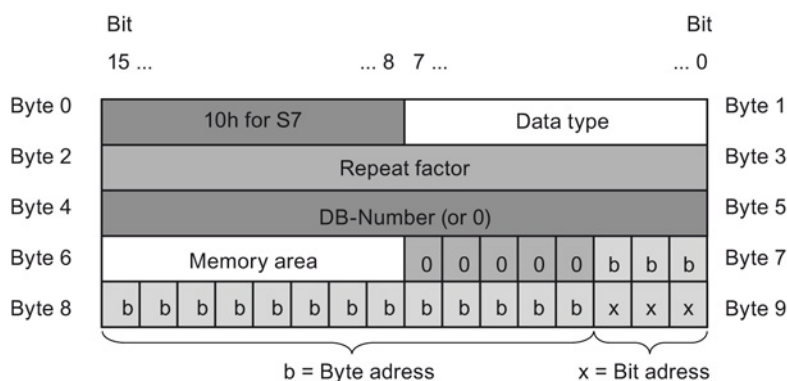 Bit Bit
15 ... ... 8 7 ... ... 0
Byte 0 10h for S7 Data type Byte 1
Byte 2 Repeat factor Byte 3
Byte 4 DB-Number (or 0) Byte 5
Byte 6 Memory area 0 0 0 0 0 b b b Byte 7
Byte 8 b b b b b b b b b b b b b x x x Byte 9
b = Byte adress x = Bit adress